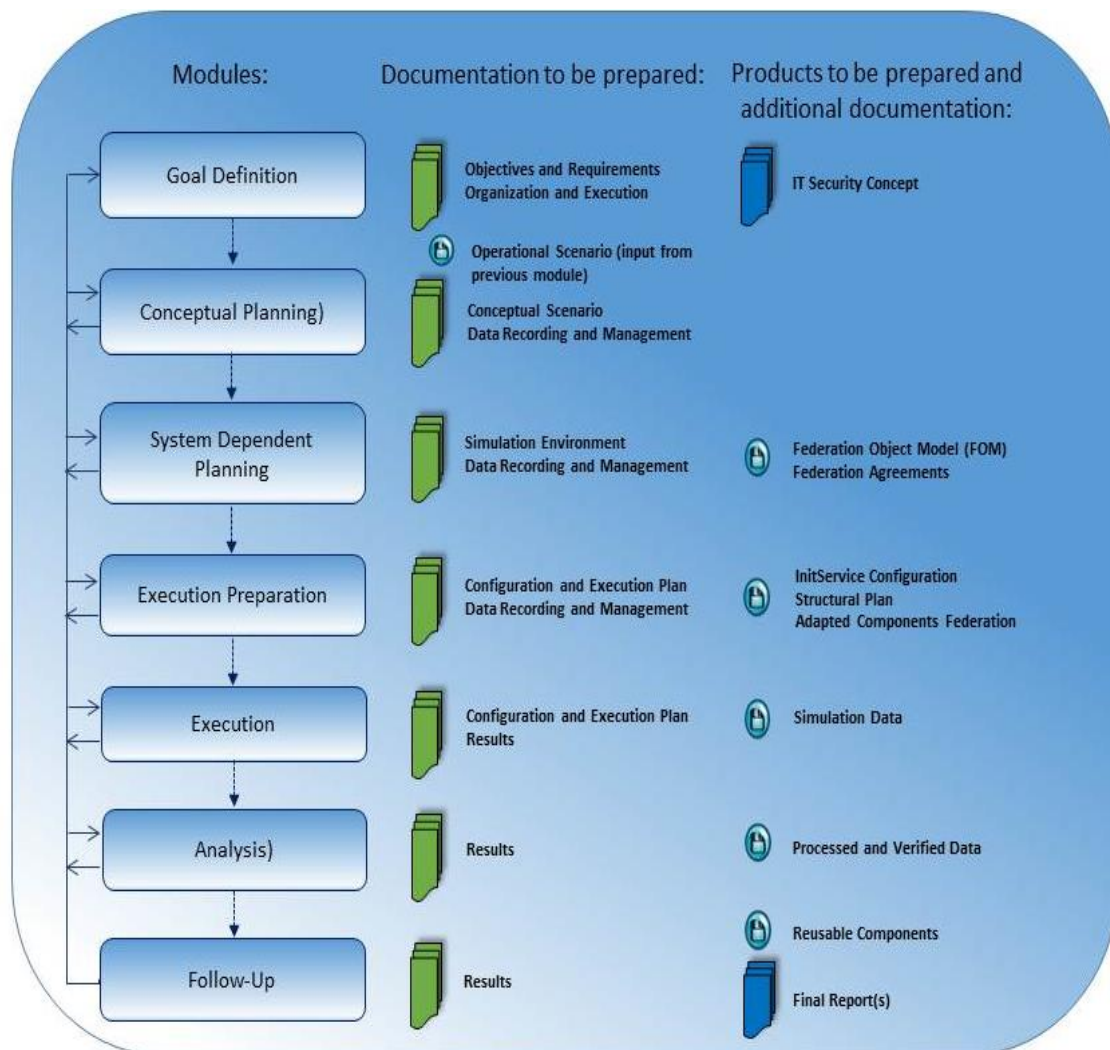 Modules:
Documentation to be prepared:
Products to be prepared and
additional documentation:
Goal Definition
Objectives and Requirements
Organization and Execution
IT Security Concept
Operational Scenario (input from
previous module)
Conceptual Planning)
Conceptual Scenario
Data Recording and Management
System Dependent
Planning
Simulation Environment
Data Recording and Management
Federation Object Model (FOM)
Federation Agreements
Execution Preparation
Configuration and Execution Plan
Data Recording and Management
InitService Configuration
Structural Plan
Adapted Components Federation
Execution
Configuration and Execution Plan
Results
Simulation Data
Analysis)
Results
Processed and Verified Data
Reusable Components
Follow-Up
Results
Final Report(s)